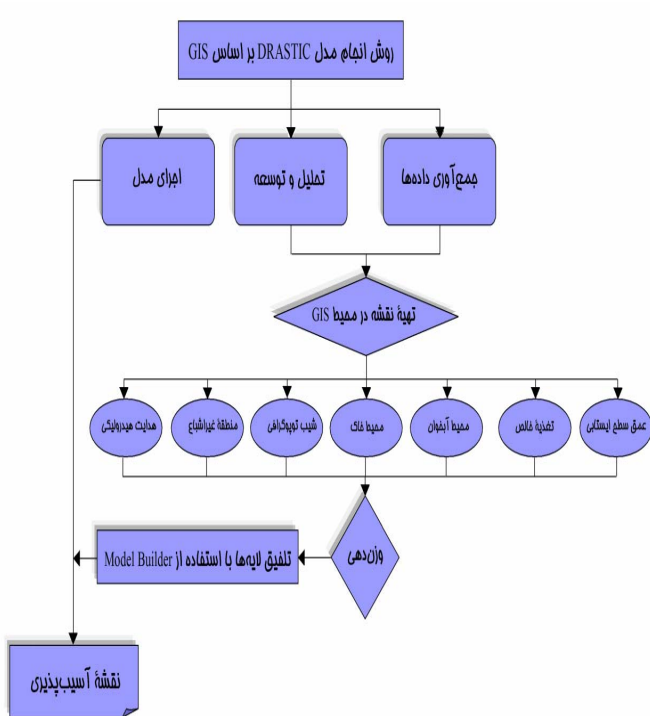 روش انجام مدل DRASTIC بر اساس GIS
جمع‌آوری داده‌ها
تحلیل و توسعه
اجرای مدل
تهیهٔ نقشه در محیط GIS
عمق سطح ایستابی
تغذیهٔ خالص
محیط آبخوان
محیط خاک
شیب توپوگرافی
منطقهٔ غیراشباع
هدایت هیدرولیکی
وزن‌دهی
تلفیق لایه‌ها با استفاده از Model Builder
نقشهٔ آسیب‌پذیری